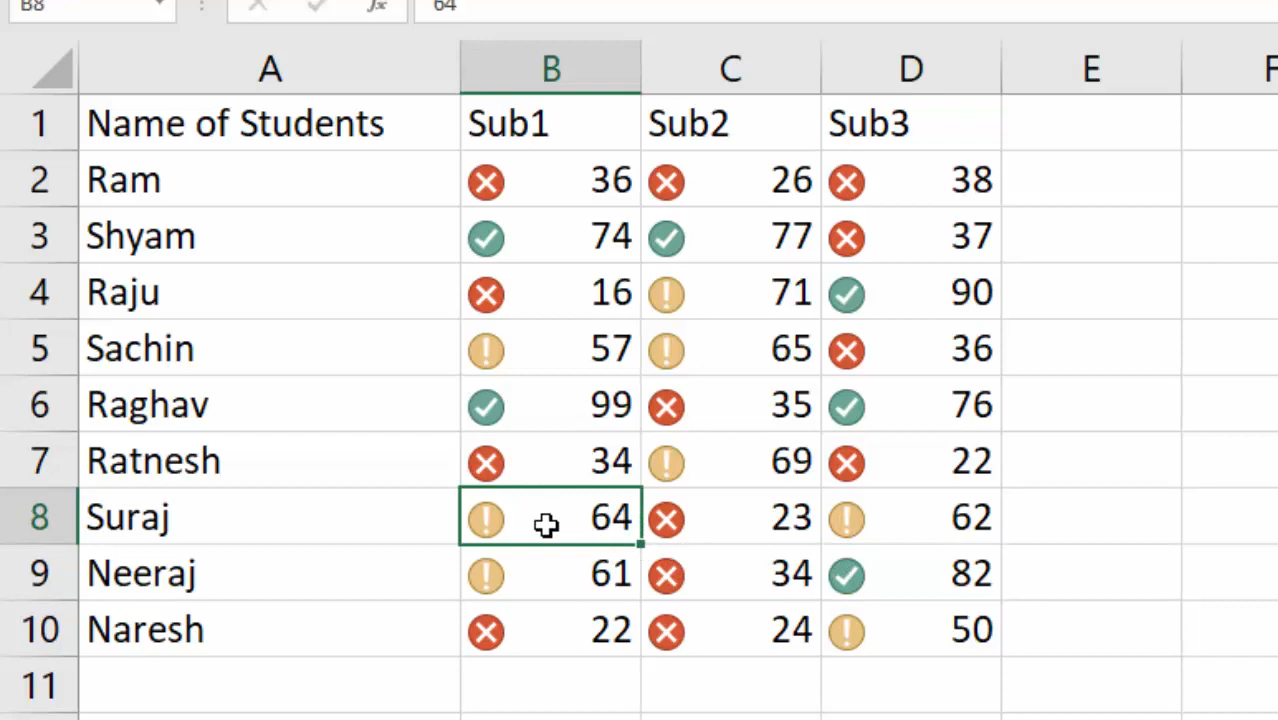 B8 fx 64
A B C D E F
1 Name of Students Sub1 Sub2 Sub3
2 Ram 36 26 38
3 Shyam 74 77 37
4 Raju 16 71 90
5 Sachin 57 65 36
6 Raghav 99 35 76
7 Ratnesh 34 69 22
8 Suraj 64 23 62
9 Neeraj 61 34 82
10 Naresh 22 24 50
11